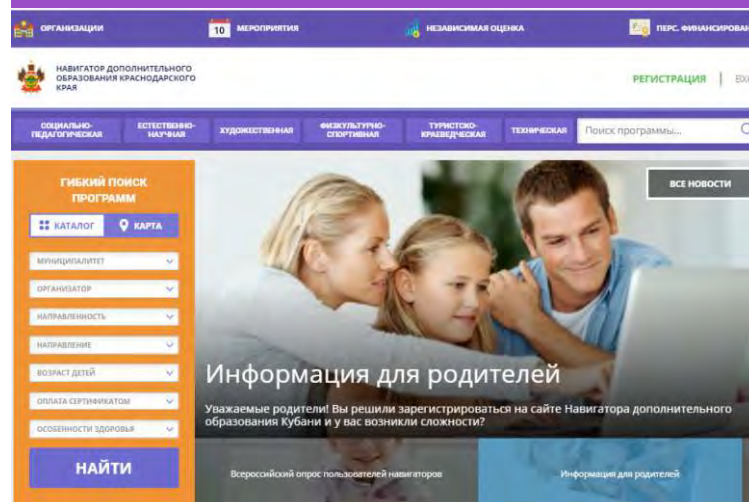 ОРГАНИЗАЦИИ
10 МЕРОПРИЯТИЯ
НЕЗАВИСИМАЯ ОЦЕНКА
ПЕРС. ФИНАНСИРОВАН
НАВИГАТОР ДОПОЛНИТЕЛЬНОГО
ОБРАЗОВАНИЯ КРАСНОДАРСКОГО
КРАЯ
РЕГИСТРАЦИЯ | ВХ
СОЦИАЛЬНО-
ПЕДАГОГИЧЕСКАЯ
ЕСТЕСТВЕННО-
НАУЧНАЯ
ХУДОЖЕСТВЕННАЯ
ФИЗКУЛЬТУРНО-
СПОРТИВНАЯ
ТУРИСТСКО-
КРАЕВЕДЧЕСКАЯ
ТЕХНИЧЕСКАЯ
Поиск программы...
ГИБКИЙ ПОИСК
ПРОГРАММ
КАТАЛОГ
КАРТА
МУНИЦИПАЛИТЕТ
ОРГАНИЗАТОР
НАПРАВЛЕННОСТЬ
НАПРАВЛЕНИЕ
ВОЗРАСТ ДЕТЕЙ
ОПЛАТА СЕРТИФИКАТОМ
ОСОБЕННОСТИ ЗДОРОВЬЯ
НАЙТИ
ВСЕ НОВОСТИ
Информация для родителей
Уважаемые родители! Вы решили зарегистрироваться на сайте Навигатора дополнительного
образования Кубани и у вас возникли сложности?
Всероссийский опрос пользователей навигаторов
Информация для родителей